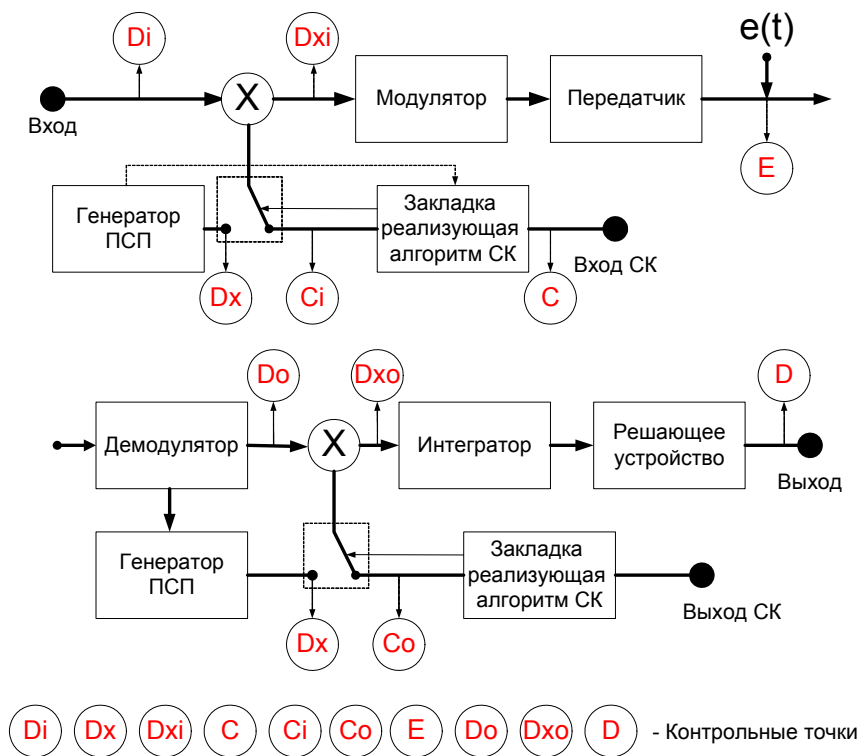 Di
Dxi
e(t)
X
Модулятор
Передатчик
Вход
E
Генератор
ПСП
Закладка
реализующая
алгоритм СК
Вход СК
Dx
Ci
C
Do
Dxo
D
Демодулятор
X
Интегратор
Решающее
устройство
Выход
Генератор
ПСП
Закладка
реализующая
алгоритм СК
Выход СК
Dx
Co
Di Dx Dxi C Ci Co E Do Dxo D - Контрольные точки